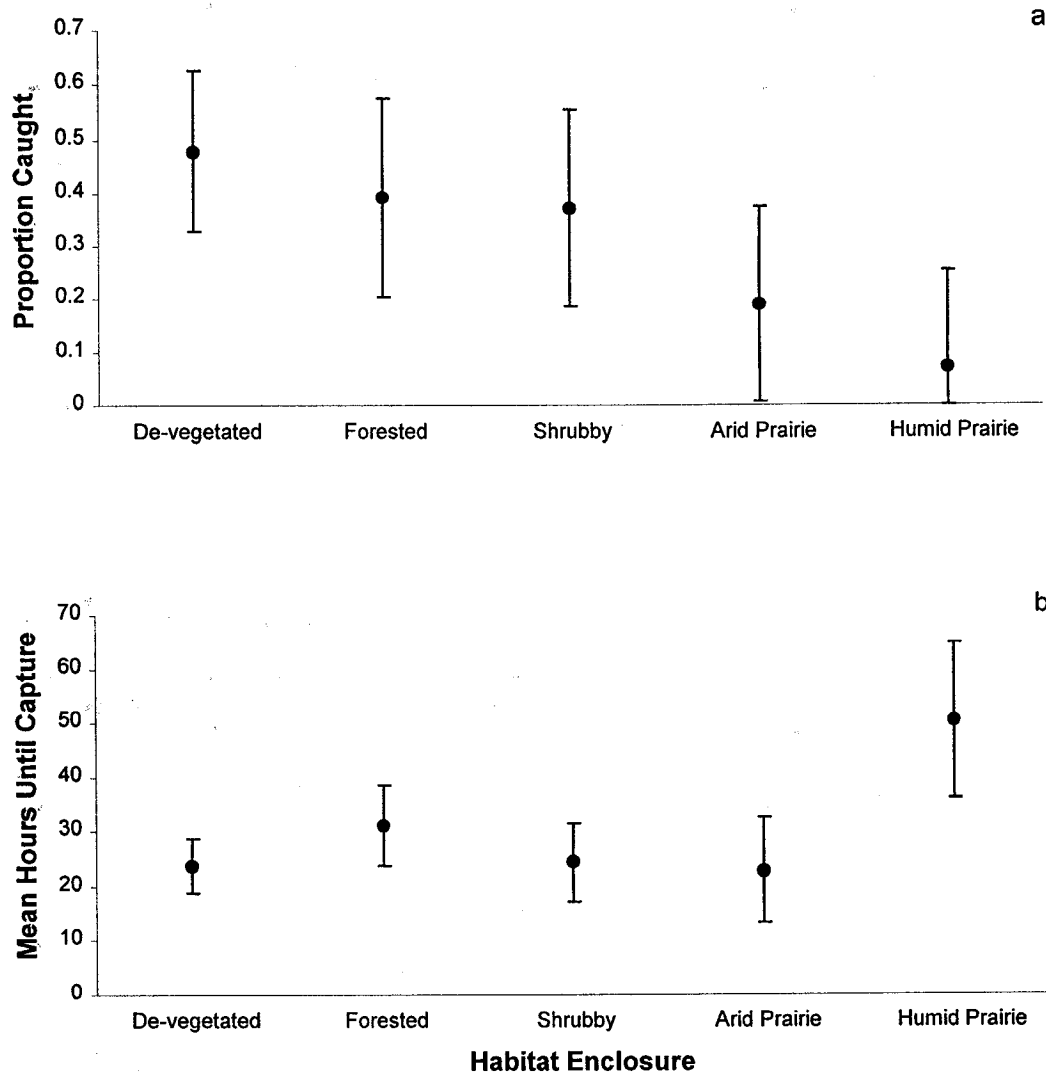 a
0.7
0.6
0.5
0.4
0.3
0.2
0.1
0
Proportion Caught
De-vegetated Forested Shrubby Arid Prairie Humid Prairie
b
70
60
50
40
30
20
10
0
Mean Hours Until Capture
De-vegetated Forested Shrubby Arid Prairie Humid Prairie
Habitat Enclosure